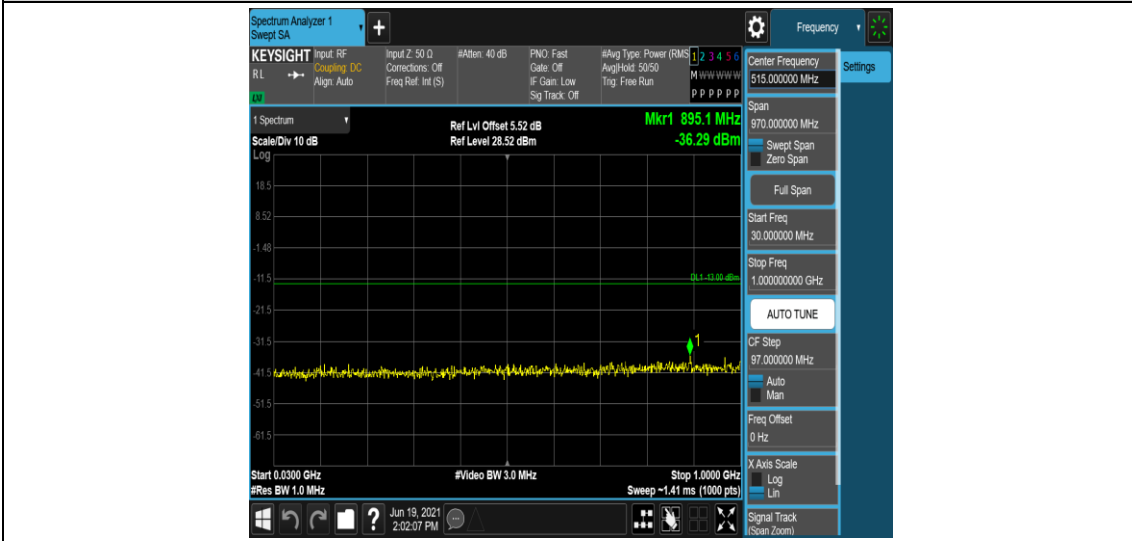 Spectrum Analyzer 1
Swept SA
+
Frequency
KEYSIGHT
RL
LNI
Input: RF
Coupling: DC
Align: Auto
Input Z: 50 Ω
Corrections: Off
Freq Ref: Int (S)
#Atten: 40 dB
PNO: Fast
Gate: Off
IF Gain: Low
Sig Track: Off
#Avg Type: Power (RMS
Avg|Hold: 50/50
Trig: Free Run
1 2 3 4 5 6
M W W W W W
P P P P P P
Center Frequency
515.000000 MHz
Settings
Span
970.000000 MHz
Swept Span
Zero Span
Full Span
Start Freq
30.000000 MHz
Stop Freq
1.000000000 GHz
AUTO TUNE
CF Step
97.000000 MHz
Auto
Man
Freq Offset
0 Hz
X Axis Scale
Log
Lin
Signal Track
(Span Zoom)
1 Spectrum
Scale/Div 10 dB
Log
Ref Lvl Offset 5.52 dB
Ref Level 28.52 dBm
Mkr1 895.1 MHz
-36.29 dBm
18.5
8.52
-1.48
-11.5
DL1 -13.00 dBm
-21.5
-31.5
1
-41.5
-51.5
-61.5
Start 0.0300 GHz
#Res BW 1.0 MHz
#Video BW 3.0 MHz
Stop 1.0000 GHz
Sweep ~1.41 ms (1000 pts)
?
Jun 19, 2021
2:02:07 PM